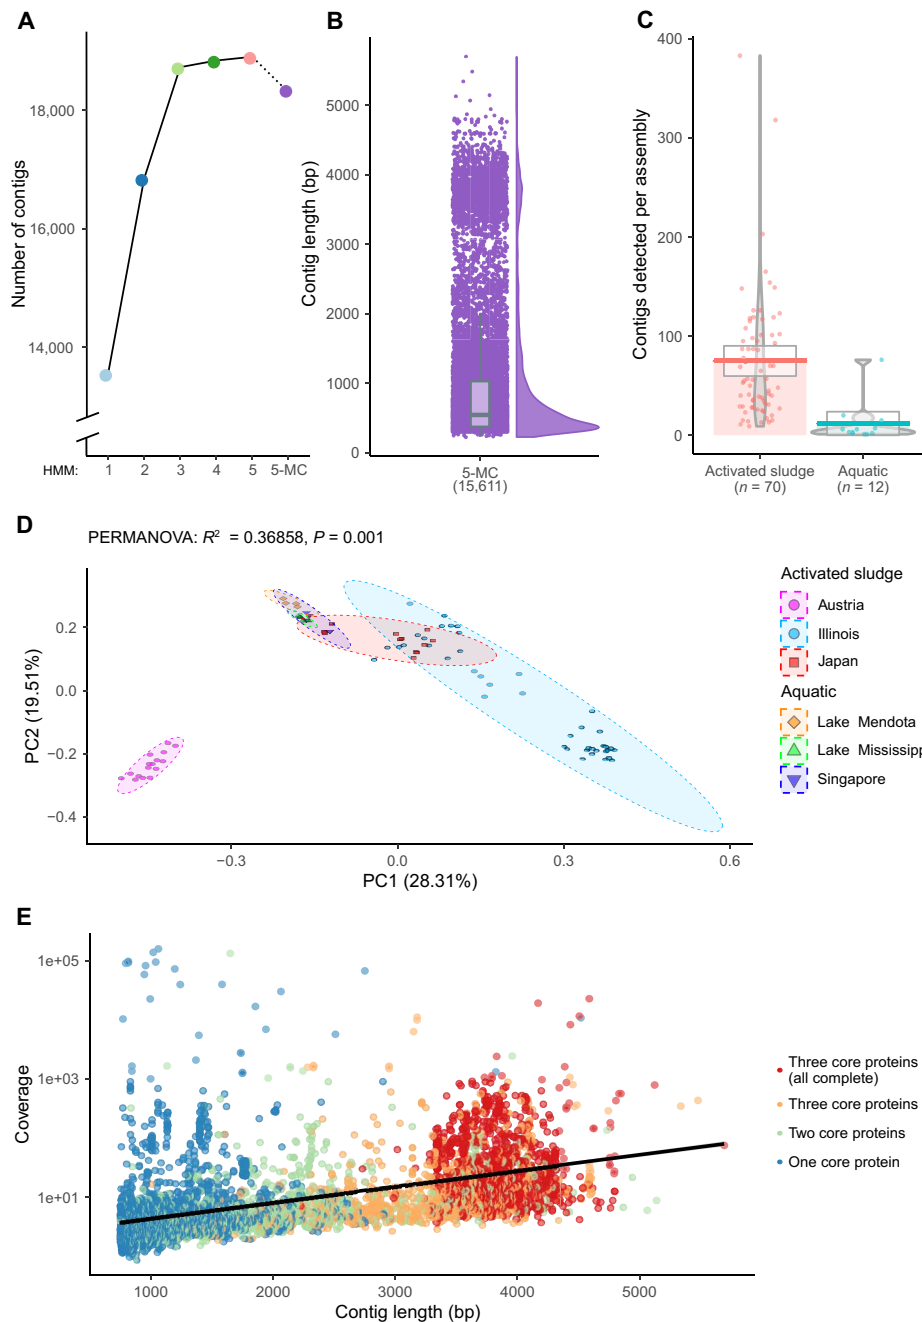 A
Number of contigs
18,000
16,000
14,000
HMM:
1
2
3
4
5
5-MC
B
Contig length (bp)
5000
4000
3000
2000
1000
0
5-MC
(15,611)
C
Contigs detected per assembly
400
300
200
100
0
Activated sludge
(n = 70)
Aquatic
(n = 12)
D
PERMANOVA: R² = 0.36858, P = 0.001
PC2 (19.51%)
0.2
0.0
−0.2
−0.4
−0.3
0.0
0.3
0.6
PC1 (28.31%)
Activated sludge
Austria
Illinois
Japan
Aquatic
Lake Mendota
Lake Mississipp
Singapore
E
Coverage
1e+05
1e+03
1e+01
1000
2000
3000
4000
5000
Contig length (bp)
Three core proteins
(all complete)
Three core proteins
Two core proteins
One core protein